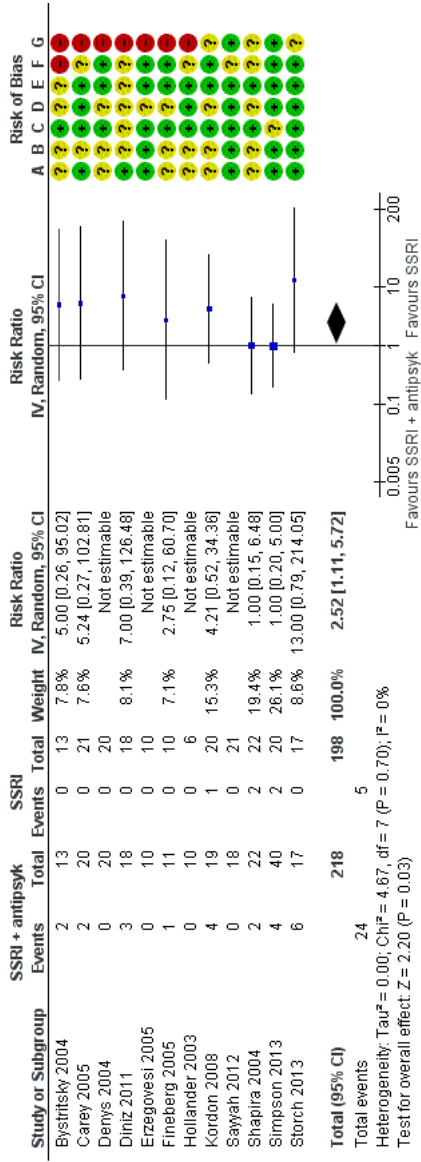 SSRI + antipsyk SSRI Risk Ratio Risk Ratio Risk of Bias
Study or Subgroup Events Total Events Total Weight IV, Random, 95% CI IV, Random, 95% CI A B C D E F G
Bystritsky 2004 2 13 0 13 7.8% 5.00 [0.26, 95.02]
Carey 2005 2 20 0 21 7.6% 5.24 [0.27, 102.81]
Denys 2004 0 20 0 20 Not estimable
Diniz 2011 3 18 0 18 8.1% 7.00 [0.39, 126.48]
Erzegovesi 2005 0 10 0 10 Not estimable
Fineberg 2005 1 11 0 10 7.1% 2.75 [0.12, 60.70]
Hollander 2003 0 10 0 6 Not estimable
Kordon 2008 4 19 1 20 15.3% 4.21 [0.52, 34.36]
Sayyah 2012 0 18 0 21 Not estimable
Shapira 2004 2 22 2 22 19.4% 1.00 [0.15, 6.48]
Simpson 2013 4 40 2 20 26.1% 1.00 [0.20, 5.00]
Storch 2013 6 17 0 17 8.6% 13.00 [0.79, 214.05]
Total (95% CI) 218 198 100.0% 2.52 [1.11, 5.72]
Total events 24 5
Heterogeneity: Tau² = 0.00; Chi² = 4.67, df = 7 (P = 0.70); I² = 0%
Test for overall effect: Z = 2.20 (P = 0.03)
0.005 0.1 1 10 200
Favours SSRI + antipsyk Favours SSRI